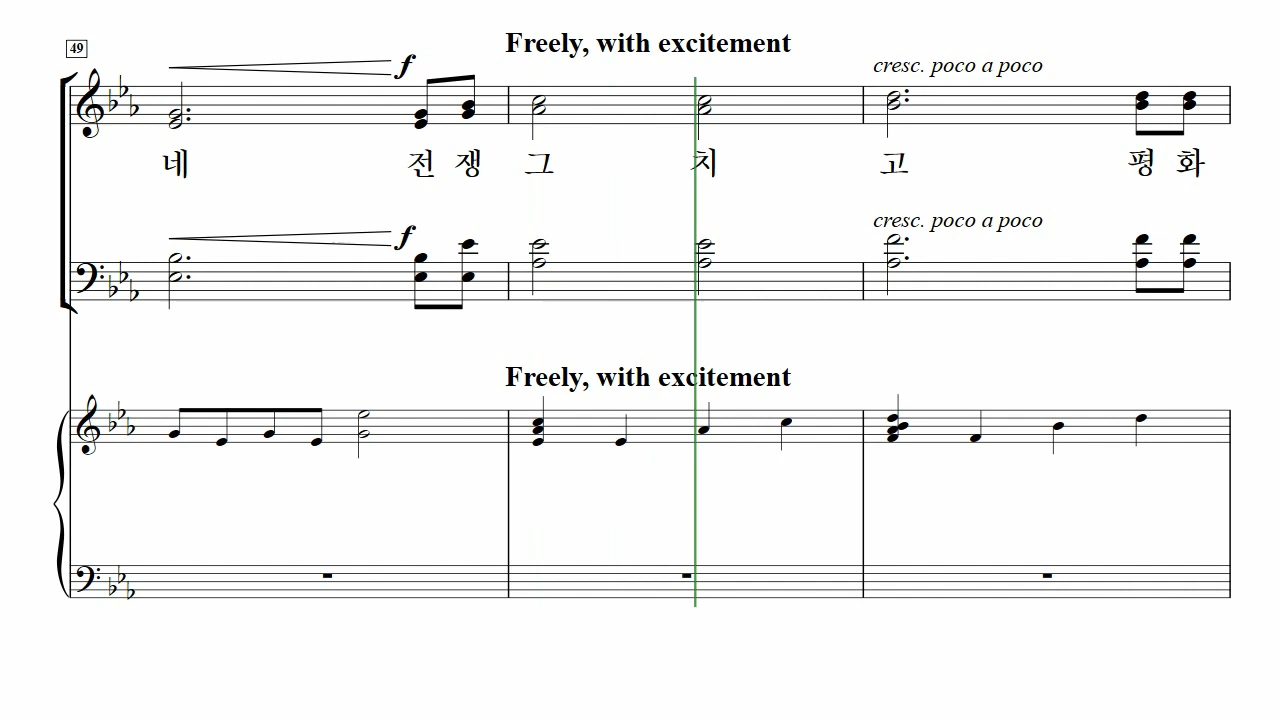 Freely, with excitement
49
f
cresc. poco a poco
네 전 쟁 그 치 고 평 화
f
cresc. poco a poco
Freely, with excitement